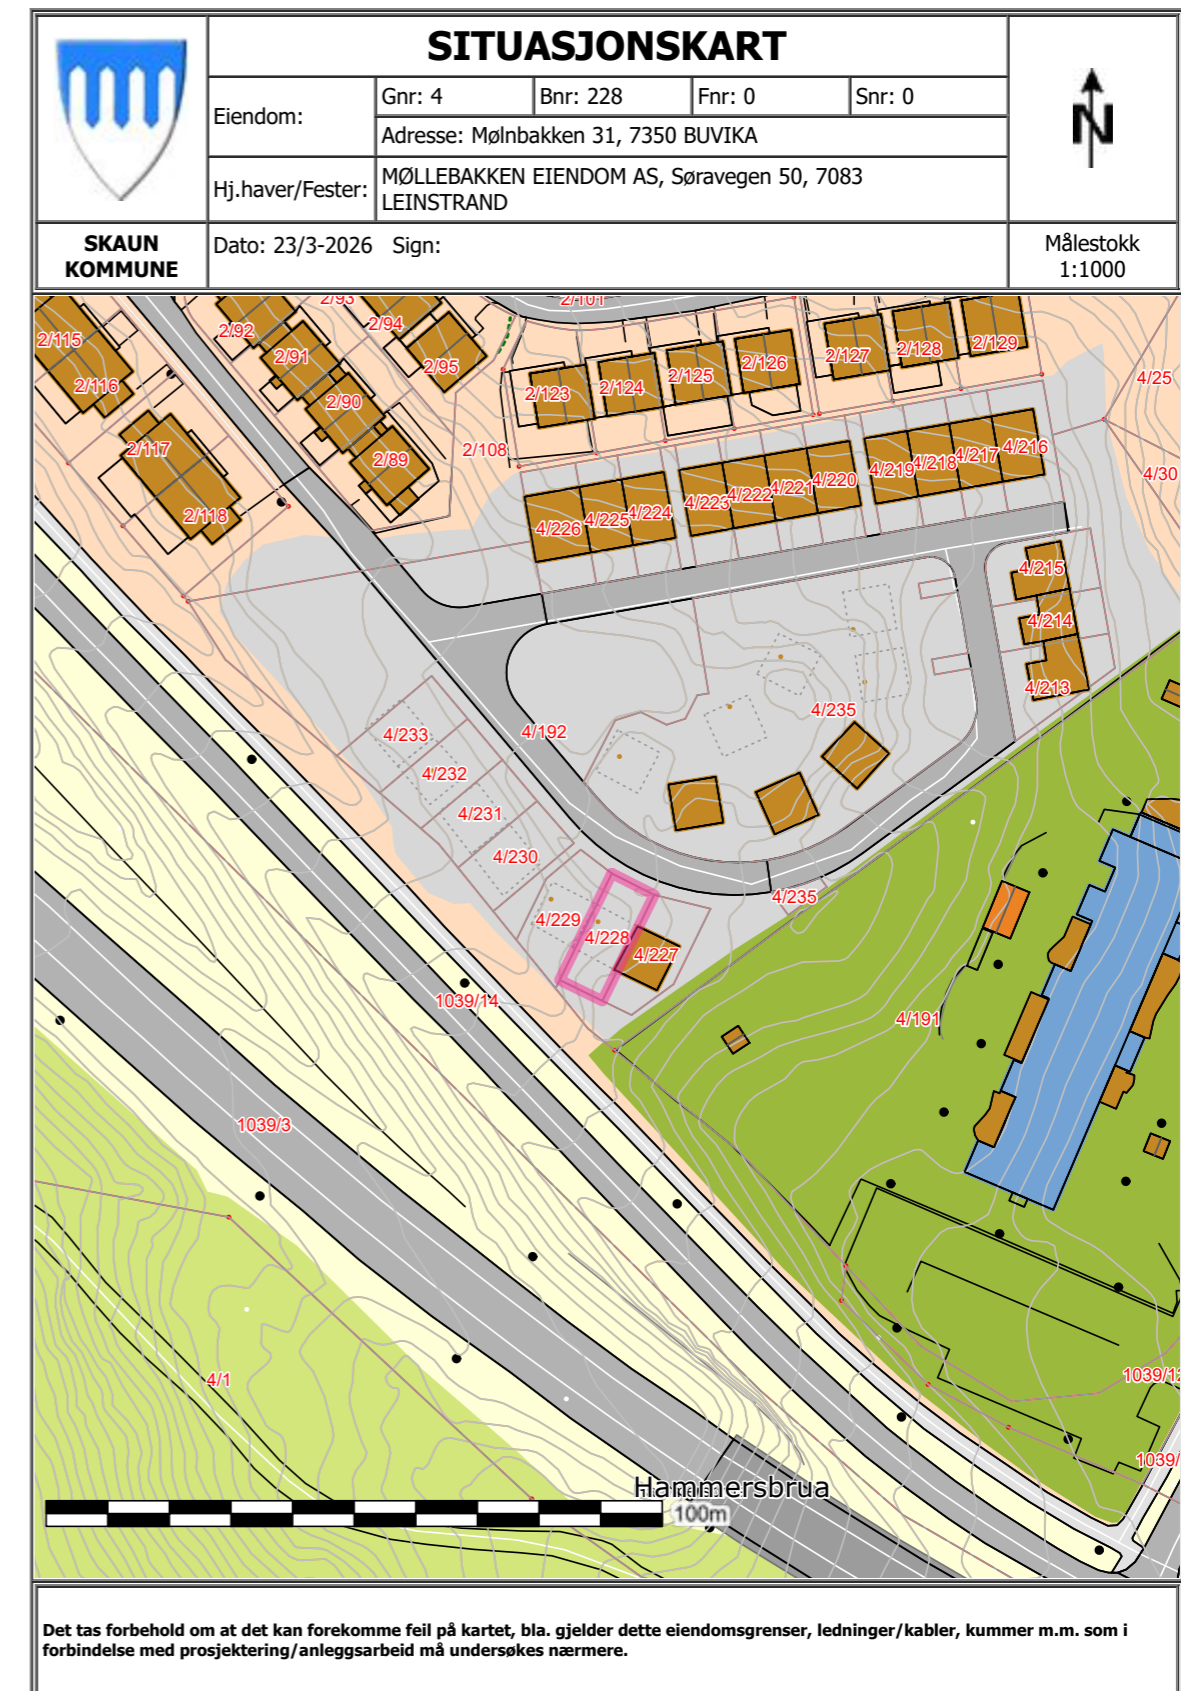 SITUASJONSKART
Eiendom:
Gnr: 4
Bnr: 228
Fnr: 0
Snr: 0
Adresse: Mølnbakken 31, 7350 BUVIKA
Hj.haver/Fester:
MØLLEBAKKEN EIENDOM AS, Søravegen 50, 7083
LEINSTRAND
N
SKAUN
KOMMUNE
Dato: 23/3-2026 Sign:
Målestokk
1:1000
2/93
2/101
2/92
2/94
2/115
2/91
2/95
2/116
2/90
2/123
2/124
2/125
2/126
2/127
2/128
2/129
4/25
2/117
2/89
2/108
4/30
2/118
4/226
4/225
4/224
4/223
4/222
4/221
4/220
4/219
4/218
4/217
4/216
4/215
4/214
4/213
4/235
4/192
4/233
4/232
4/231
4/230
4/229
4/228
4/227
4/235
4/191
1039/14
1039/3
4/1
1039/12
1039/
Hammersbrua
100m
Det tas forbehold om at det kan forekomme feil på kartet, bla. gjelder dette eiendomsgrenser, ledninger/kabler, kummer m.m. som i
forbindelse med prosjektering/anleggsarbeid må undersøkes nærmere.